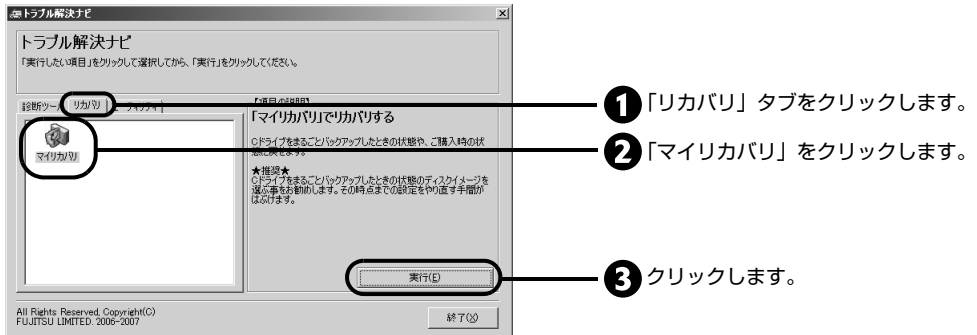 トラブル解決ナビ
トラブル解決ナビ
「実行したい項目」をクリックして選択してから、「実行」をクリックしてください。
診断ツール
リカバリ
ユーティリティ
【項目の説明】
マイリカバリ
「マイリカバリ」でリカバリする
Cドライブをまるごとバックアップしたときの状態や、ご購入時の状
態に戻せます。
★推奨★
Cドライブをまるごとバックアップしたときの状態のディスクイメージを
選ぶ事をお勧めします。その時点までの設定をやり直す手間が
はぶけます。
実行(E)
All Rights Reserved, Copyright(C)
FUJITSU LIMITED. 2006-2007
終了(X)
1 「リカバリ」タブをクリックします。
2 「マイリカバリ」をクリックします。
3 クリックします。